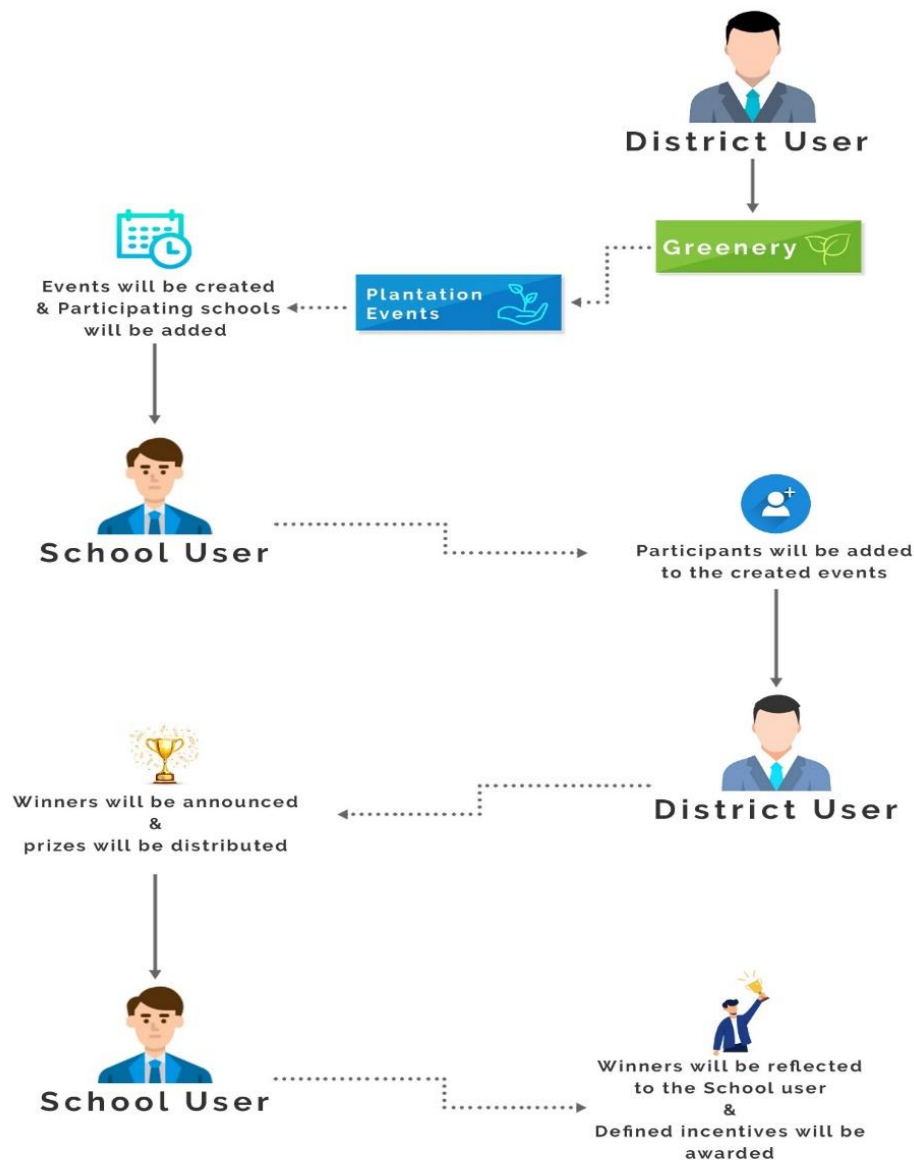 District User
Greenery
Plantation
Events
Events will be created
& Participating schools
will be added
School User
Participants will be added
to the created events
District User
Winners will be announced
&
prizes will be distributed
School User
Winners will be reflected
to the School user
&
Defined incentives will be
awarded